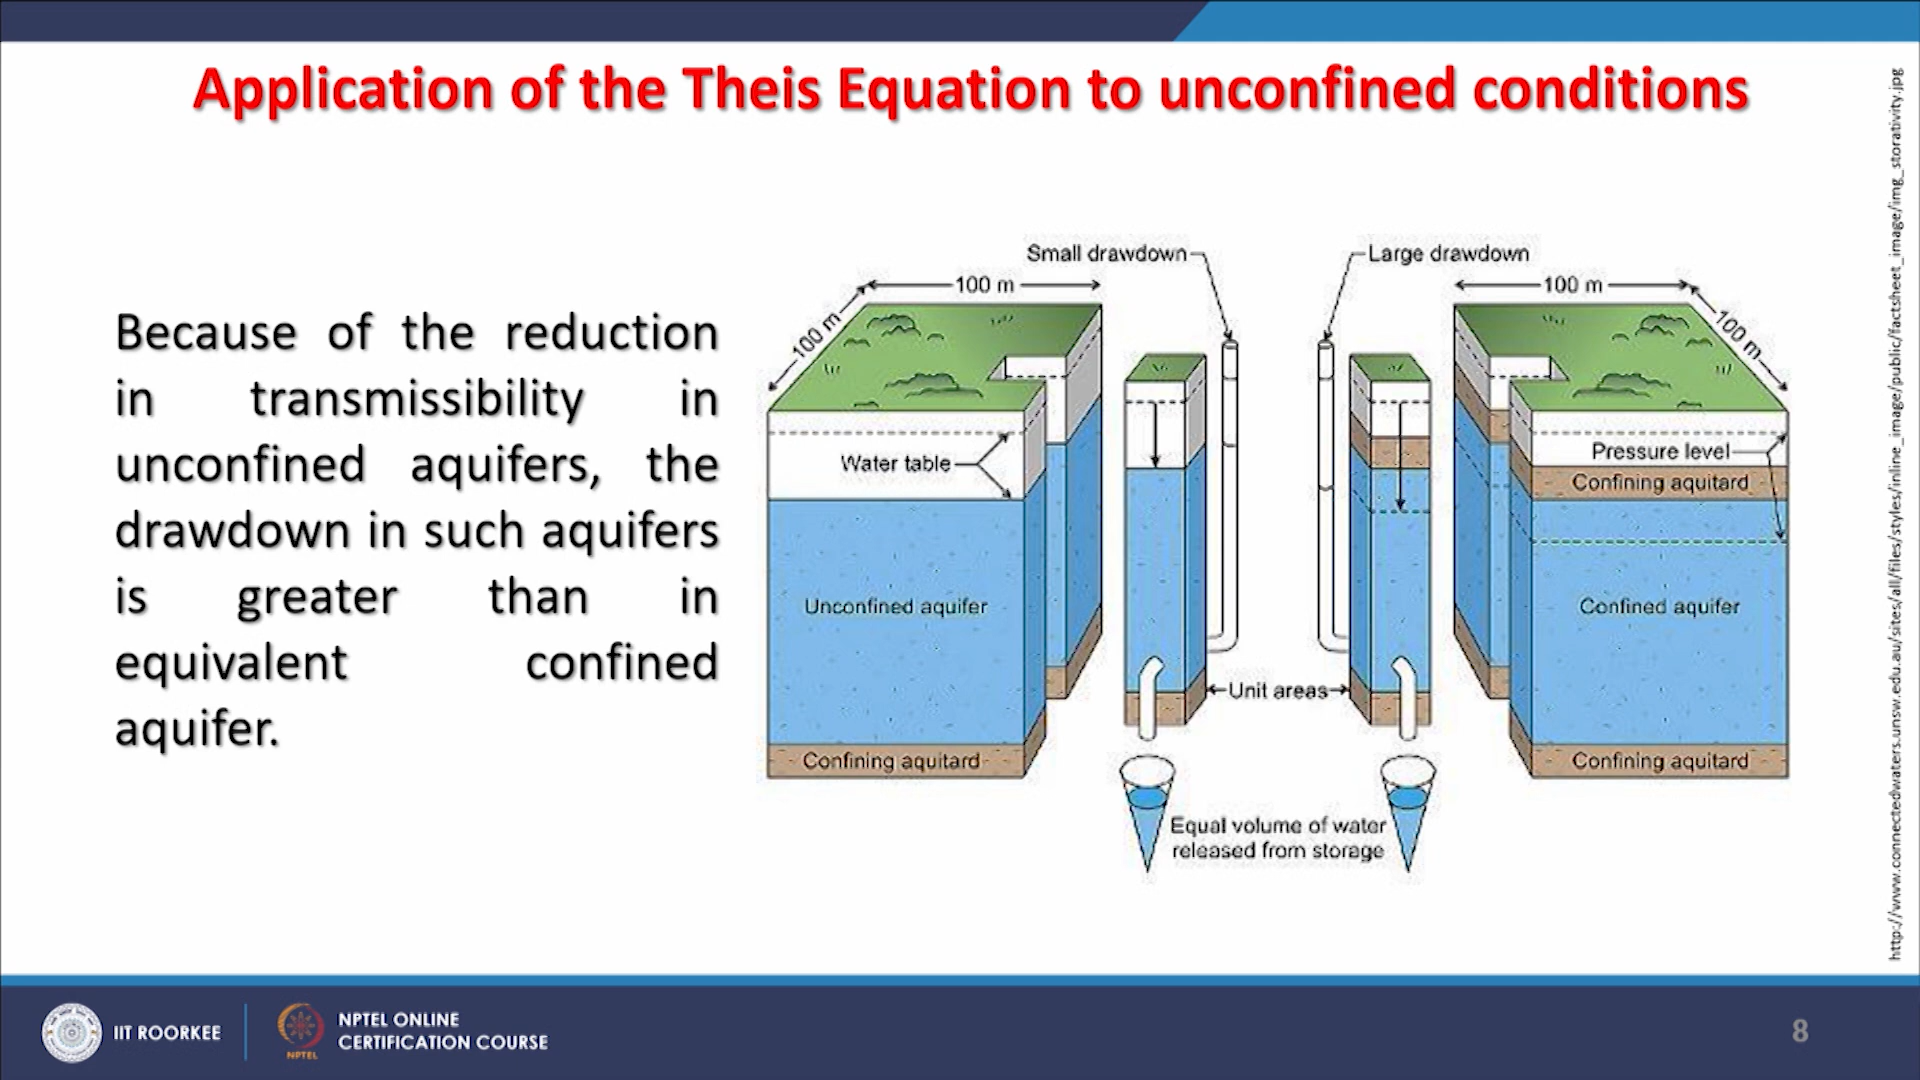 Application of the Theis Equation to unconfined conditions
Because of the reduction
in transmissibility in
unconfined aquifers, the
drawdown in such aquifers
is greater than in
equivalent confined
aquifer.
Small drawdown
Large drawdown
100 m
100 m
100 m
100 m
Water table
Pressure level
Confining aquitard
Unconfined aquifer
Confined aquifer
Unit areas
Confining aquitard
Confining aquitard
Equal volume of water
released from storage
http://www.connectedwaters.unsw.edu.au/sites/all/files/styles/inline_image/public/factsheet_image/img_storativity.jpg
IIT ROORKEE
NPTEL
NPTEL ONLINE
CERTIFICATION COURSE
8